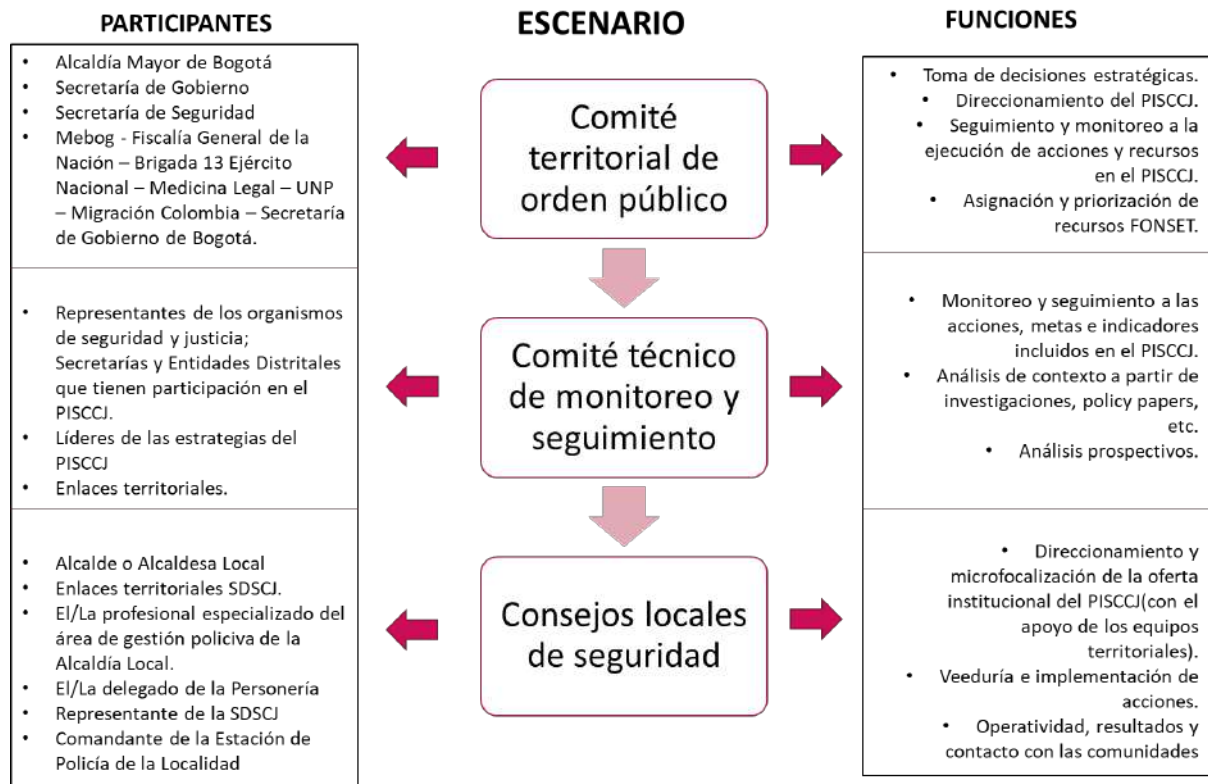 PARTICIPANTES
ESCENARIO
FUNCIONES
• Alcaldía Mayor de Bogotá
• Secretaría de Gobierno
• Secretaría de Seguridad
• Mebog - Fiscalía General de la
Nación – Brigada 13 Ejército
Nacional – Medicina Legal – UNP
– Migración Colombia – Secretaría
de Gobierno de Bogotá.
Comité
territorial de
orden público
• Toma de decisiones estratégicas.
• Direccionamiento del PISCCJ.
• Seguimiento y monitoreo a la
ejecución de acciones y recursos
en el PISCCJ.
• Asignación y priorización de
recursos FONSET.
• Representantes de los organismos
de seguridad y justicia;
Secretarías y Entidades Distritales
que tienen participación en el
PISCCJ.
• Líderes de las estrategias del
PISCCJ
• Enlaces territoriales.
Comité técnico
de monitoreo y
seguimiento
• Monitoreo y seguimiento a las
acciones, metas e indicadores
incluidos en el PISCCJ.
• Análisis de contexto a partir de
investigaciones, policy papers,
etc.
• Análisis prospectivos.
• Alcalde o Alcaldesa Local
• Enlaces territoriales SDSCJ.
• El/La profesional especializado del
área de gestión policiva de la
Alcaldía Local.
• El/La delegado de la Personería
• Representante de la SDSCJ
• Comandante de la Estación de
Policía de la Localidad
Consejos locales
de seguridad
• Direccionamiento y
microfocalización de la oferta
institucional del PISCCJ(con el
apoyo de los equipos
territoriales).
• Veeduría e implementación de
acciones.
• Operatividad, resultados y
contacto con las comunidades